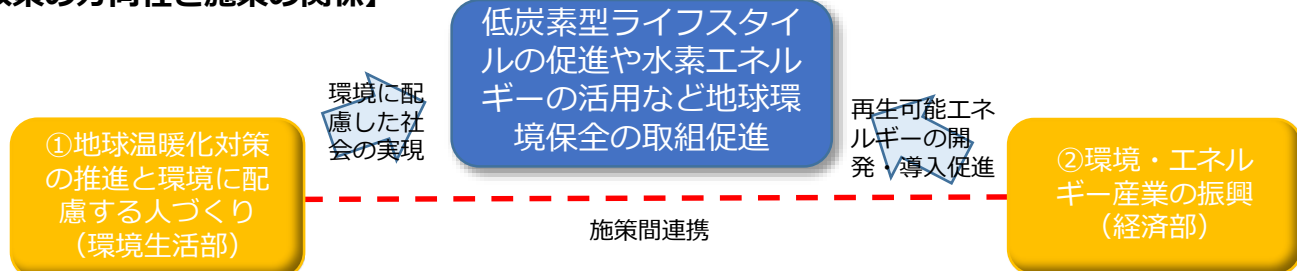 の方向性と施策の関係】
低炭素型ライフスタイ
ルの促進や水素エネル
ギーの活用など地球環
境保全の取組促進
環境に配
慮した社
会の実現
再生可能エネ
ルギーの開
発・導入促進
①地球温暖化対策
の推進と環境に配
慮する人づくり
（環境生活部）
②環境・エネル
ギー産業の振興
（経済部）
施策間連携